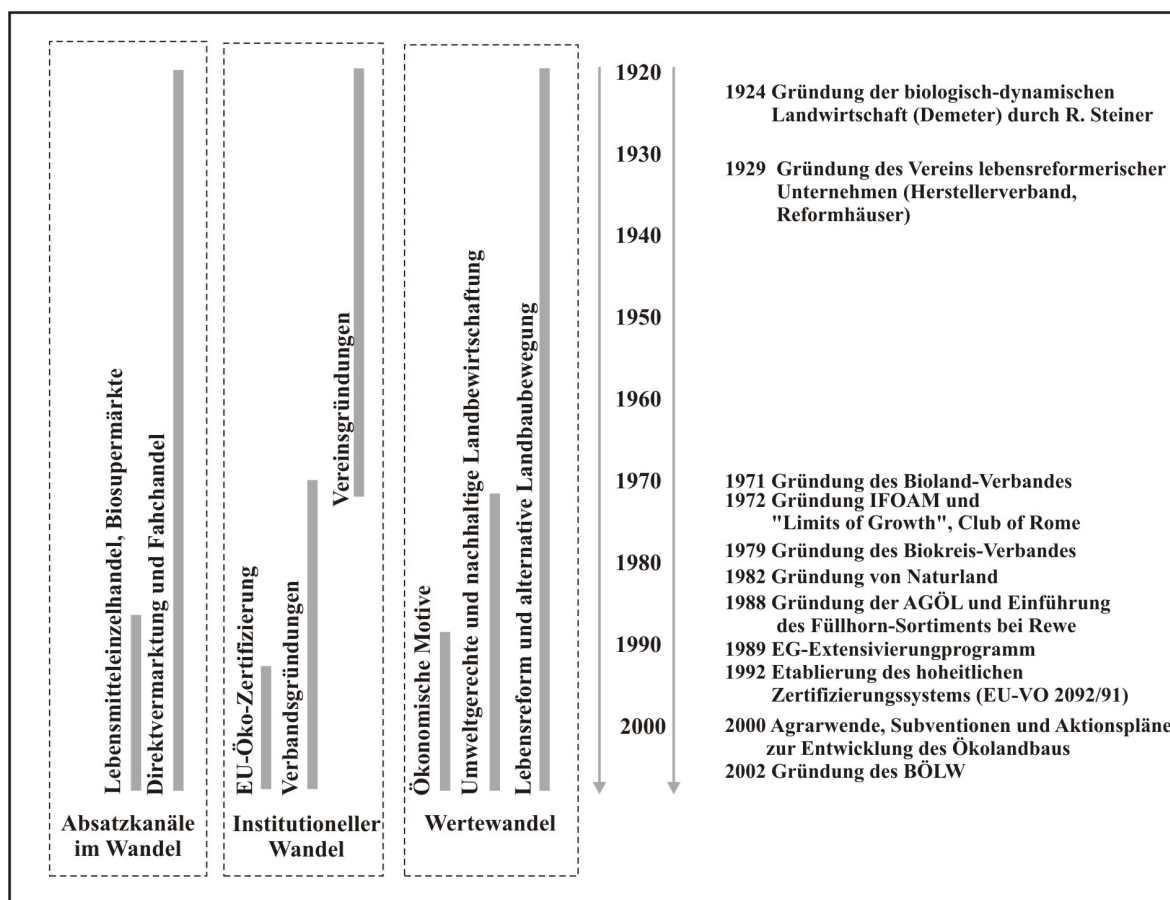 Lebensmitteleinzelhandel, Biosupermärkte
Direktvermarktung und Fahchandel
Absatzkanäle
im Wandel
EU-Öko-Zertifizierung
Verbandsgründungen
Vereinsgründungen
Institutioneller
Wandel
Ökonomische Motive
Umweltgerechte und nachhaltige Landbewirtschaftung
Lebensreform und alternative Landbaubewegung
Wertewandel
1920
1930
1940
1950
1960
1970
1980
1990
2000
1924 Gründung der biologisch-dynamischen
Landwirtschaft (Demeter) durch R. Steiner
1929 Gründung des Vereins lebensreformerischer
Unternehmen (Herstellerverband,
Reformhäuser)
1971 Gründung des Bioland-Verbandes
1972 Gründung IFOAM und
"Limits of Growth", Club of Rome
1979 Gründung des Biokreis-Verbandes
1982 Gründung von Naturland
1988 Gründung der AGÖL und Einführung
des Füllhorn-Sortiments bei Rewe
1989 EG-Extensivierungprogramm
1992 Etablierung des hoheitlichen
Zertifizierungssystems (EU-VO 2092/91)
2000 Agrarwende, Subventionen und Aktionspläne
zur Entwicklung des Ökolandbaus
2002 Gründung des BÖLW